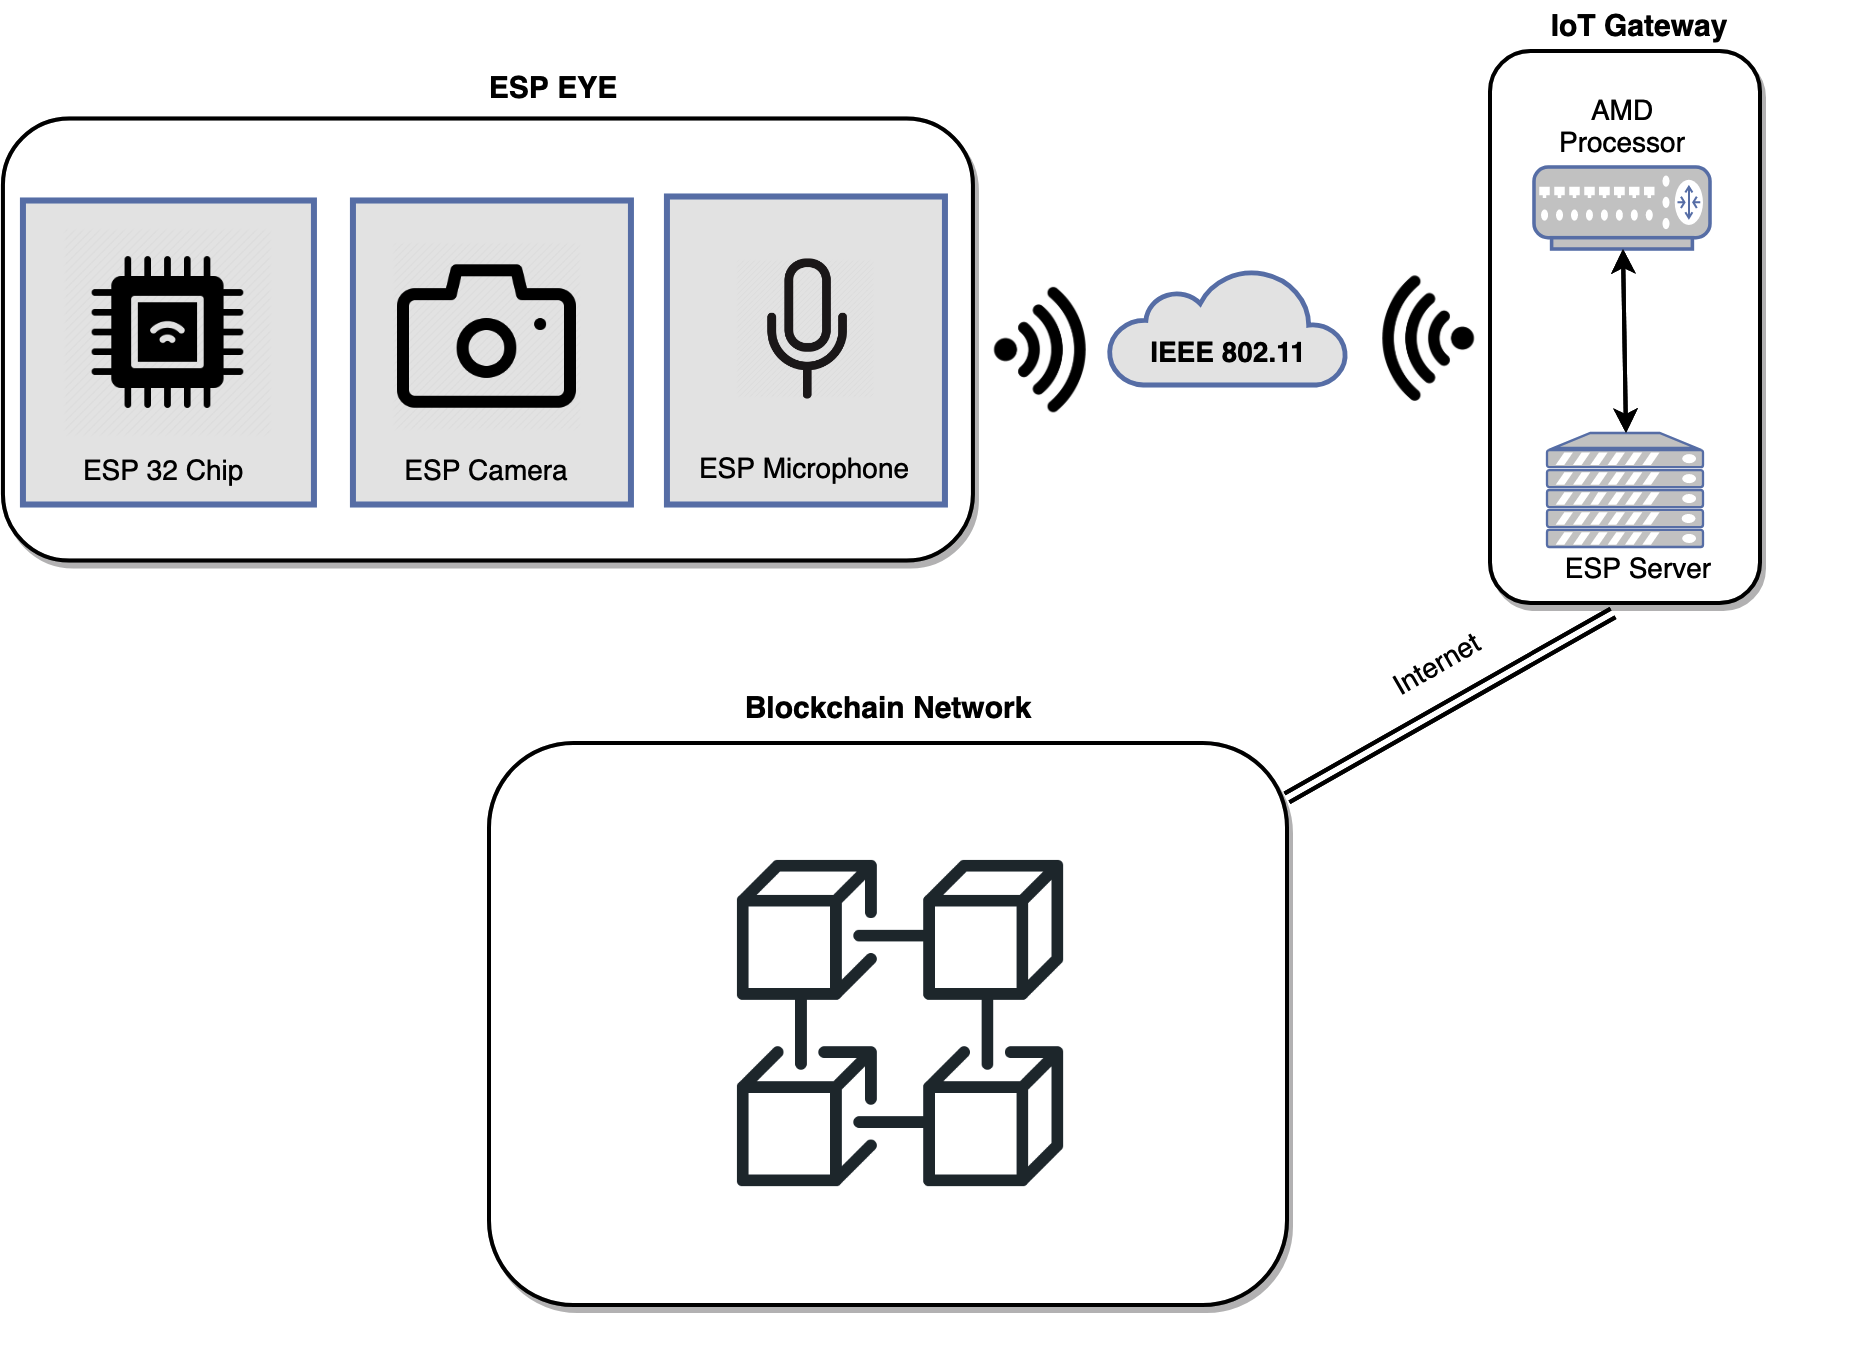 IoT Gateway
ESP EYE
AMD
Processor
IEEE 802.11
ESP 32 Chip
ESP Camera
ESP Microphone
ESP Server
Internet
Blockchain Network